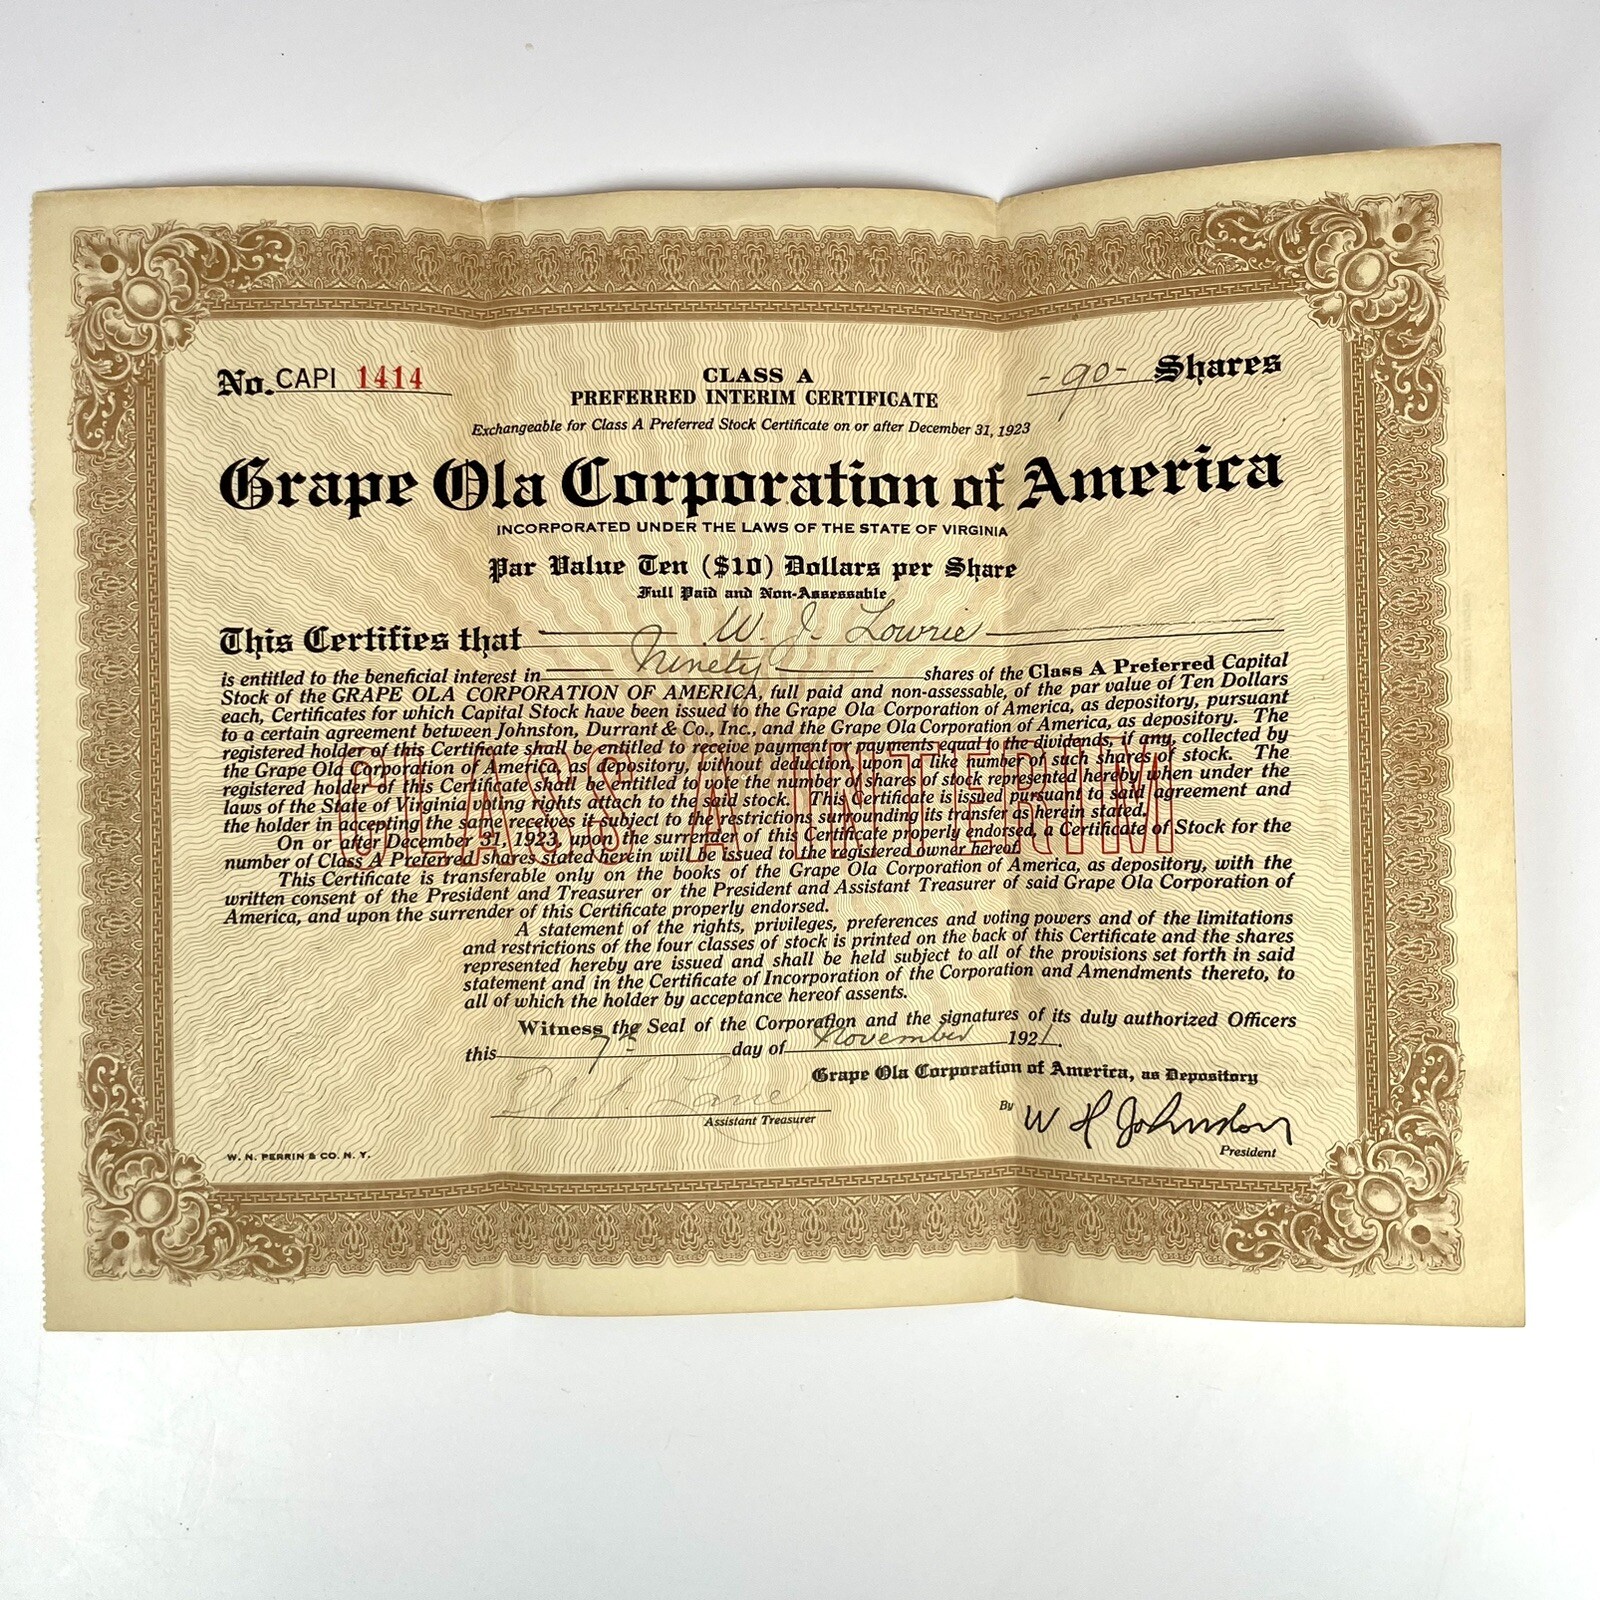 No. CAPI 1414
CLASS A
-90- Shares
PREFERRED INTERIM CERTIFICATE
Exchangeable for Class A Preferred Stock Certificate on or after December 31, 1923
Grape Ola Corporation of America
INCORPORATED UNDER THE LAWS OF THE STATE OF VIRGINIA
Par Value Ten ($10) Dollars per Share
Full Paid and Non-Assessable
This Certifies that W. J. Lowrie
is entitled to the beneficial interest in Ninety shares of the Class A Preferred Capital
Stock of the GRAPE OLA CORPORATION OF AMERICA, full paid and non-assessable, of the par value of Ten Dollars
each, Certificates for which Capital Stock have been issued to the Grape Ola Corporation of America, as depository, pursuant
to a certain agreement between Johnston, Durrant & Co., Inc., and the Grape Ola Corporation of America, as depository. The
registered holder of this Certificate shall be entitled to receive payment or payments equal to the dividends, if any, collected by
the Grape Ola Corporation of America, as depository, without deduction, upon a like number of such shares of stock. The
registered holder of this Certificate shall be entitled to vote the number of shares of stock represented hereby when under the
laws of the State of Virginia voting rights attach to the said stock. This Certificate is issued pursuant to said agreement and
the holder in accepting the same receives it subject to the restrictions surrounding its transfer as herein stated.
On or after December 31, 1923, upon the surrender of this Certificate properly endorsed, a Certificate of Stock for the
number of Class A Preferred shares stated herein will be issued to the registered owner hereof.
CLASS A INTERIM
This Certificate is transferable only on the books of the Grape Ola Corporation of America, as depository, with the
written consent of the President and Treasurer or the President and Assistant Treasurer of said Grape Ola Corporation of
America, and upon the surrender of this Certificate properly endorsed.
A statement of the rights, privileges, preferences and voting powers and of the limitations
and restrictions of the four classes of stock is printed on the back of this Certificate and the shares
represented hereby are issued and shall be held subject to all of the provisions set forth in said
statement and in the Certificate of Incorporation of the Corporation and Amendments thereto, to
all of which the holder by acceptance hereof assents.
Witness the Seal of the Corporation and the signatures of its duly authorized Officers
this 7th day of November 1921.
Grape Ola Corporation of America, as Depository
Lane
Assistant Treasurer
By W H Johnston
President
W. N. PERRIN & CO. N. Y.